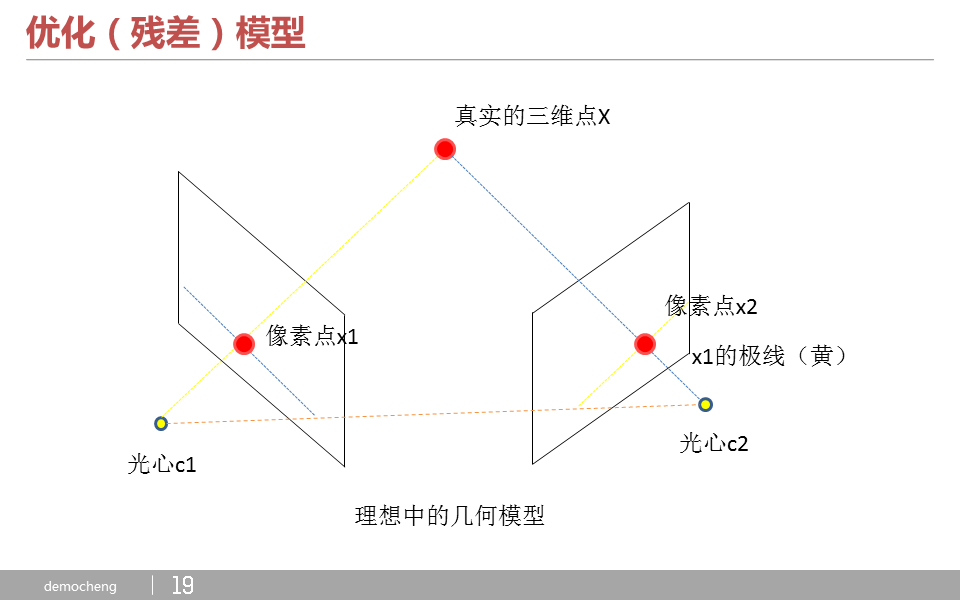 优化（残差）模型
真实的三维点X
像素点x2
像素点x1
x1的极线（黄）
光心c2
光心c1
理想中的几何模型
democheng
19